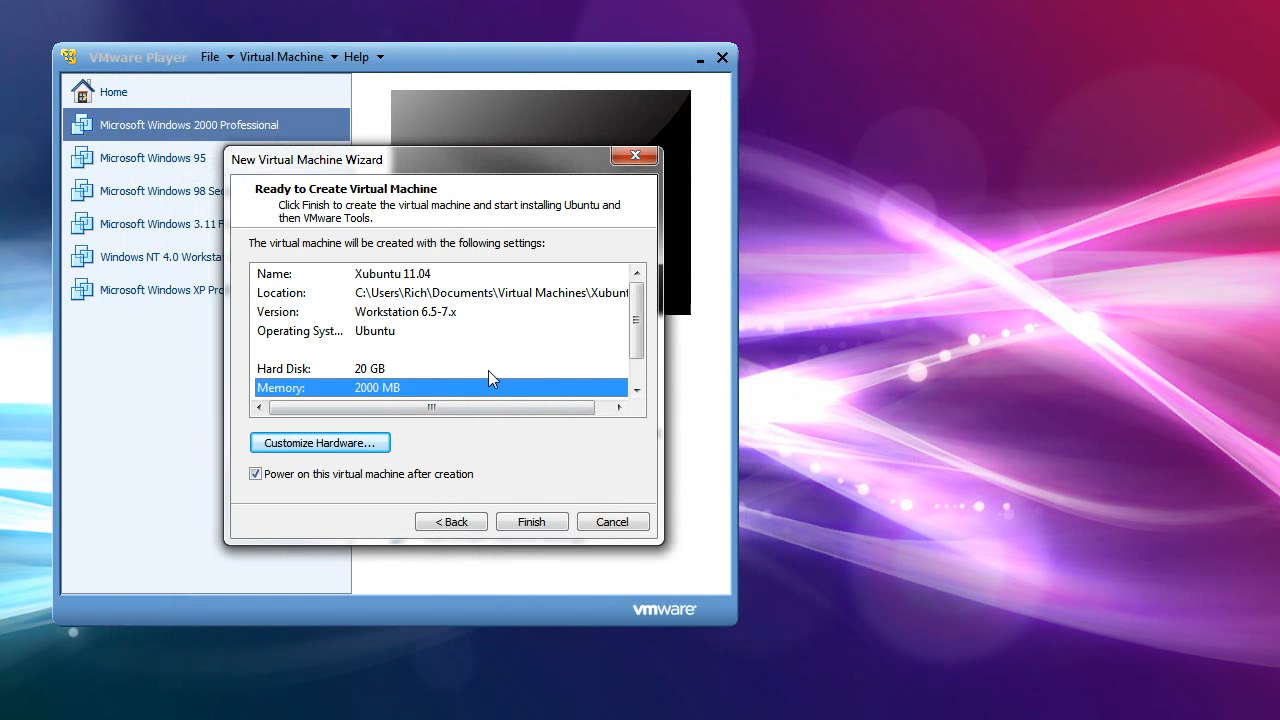 VMware Player File Virtual Machine Help
Home
Microsoft Windows 2000 Professional
Microsoft Windows 95
Microsoft Windows 98 Sec
Microsoft Windows 3.11 F
Windows NT 4.0 Worksta
Microsoft Windows XP Pro
New Virtual Machine Wizard
Ready to Create Virtual Machine
Click Finish to create the virtual machine and start installing Ubuntu and
then VMware Tools.
The virtual machine will be created with the following settings:
Name: Xubuntu 11.04
Location: C:\Users\Rich\Documents\Virtual Machines\Xubunt
Version: Workstation 6.5-7.x
Operating Syst... Ubuntu
Hard Disk: 20 GB
Memory: 2000 MB
Customize Hardware...
Power on this virtual machine after creation
< Back Finish Cancel
vmware